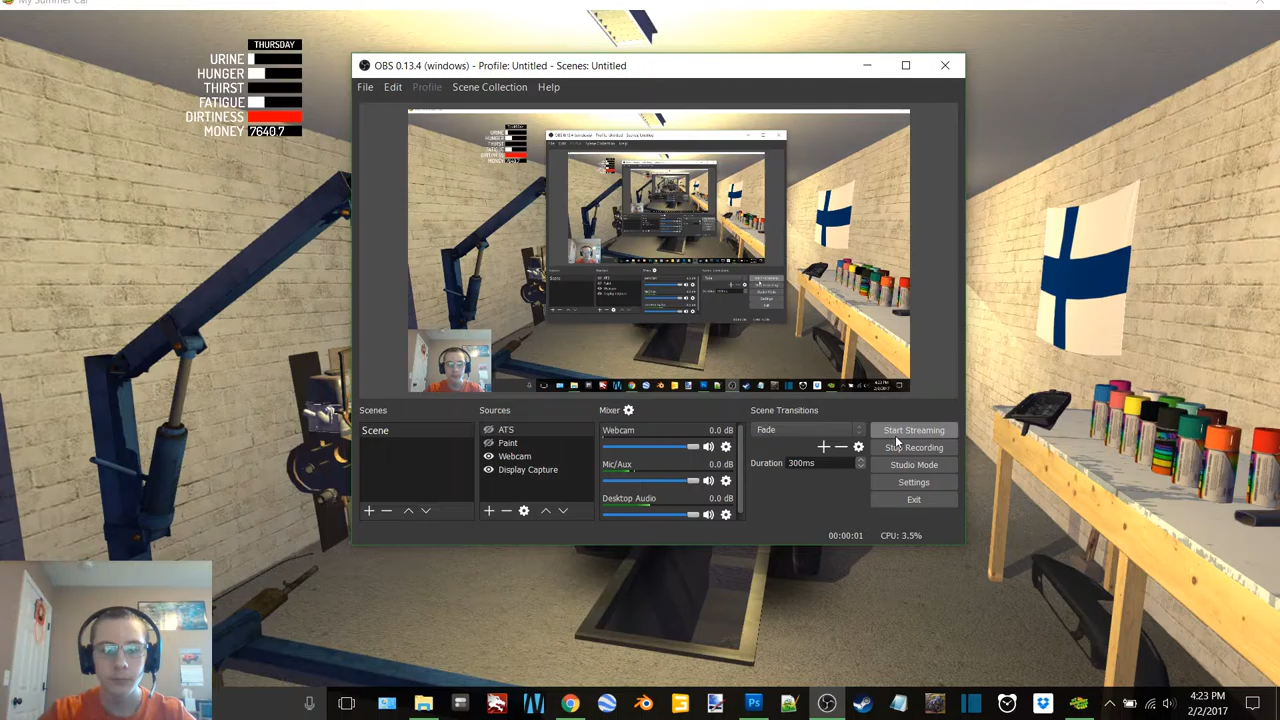 My Summer Car
THURSDAY
URINE
HUNGER
THIRST
FATIGUE
DIRTINESS
MONEY 7640.7
OBS 0.13.4 (windows) - Profile: Untitled - Scenes: Untitled
File Edit Profile Scene Collection Help
Scenes
Scene
Sources
ATS
Paint
Webcam
Display Capture
Mixer
Webcam 0.0 dB
Mic/Aux 0.0 dB
Desktop Audio 0.0 dB
Scene Transitions
Fade
Duration 300ms
Start Streaming
Stop Recording
Studio Mode
Settings
Exit
00:00:01 CPU: 3.5%
4:23 PM
2/2/2017